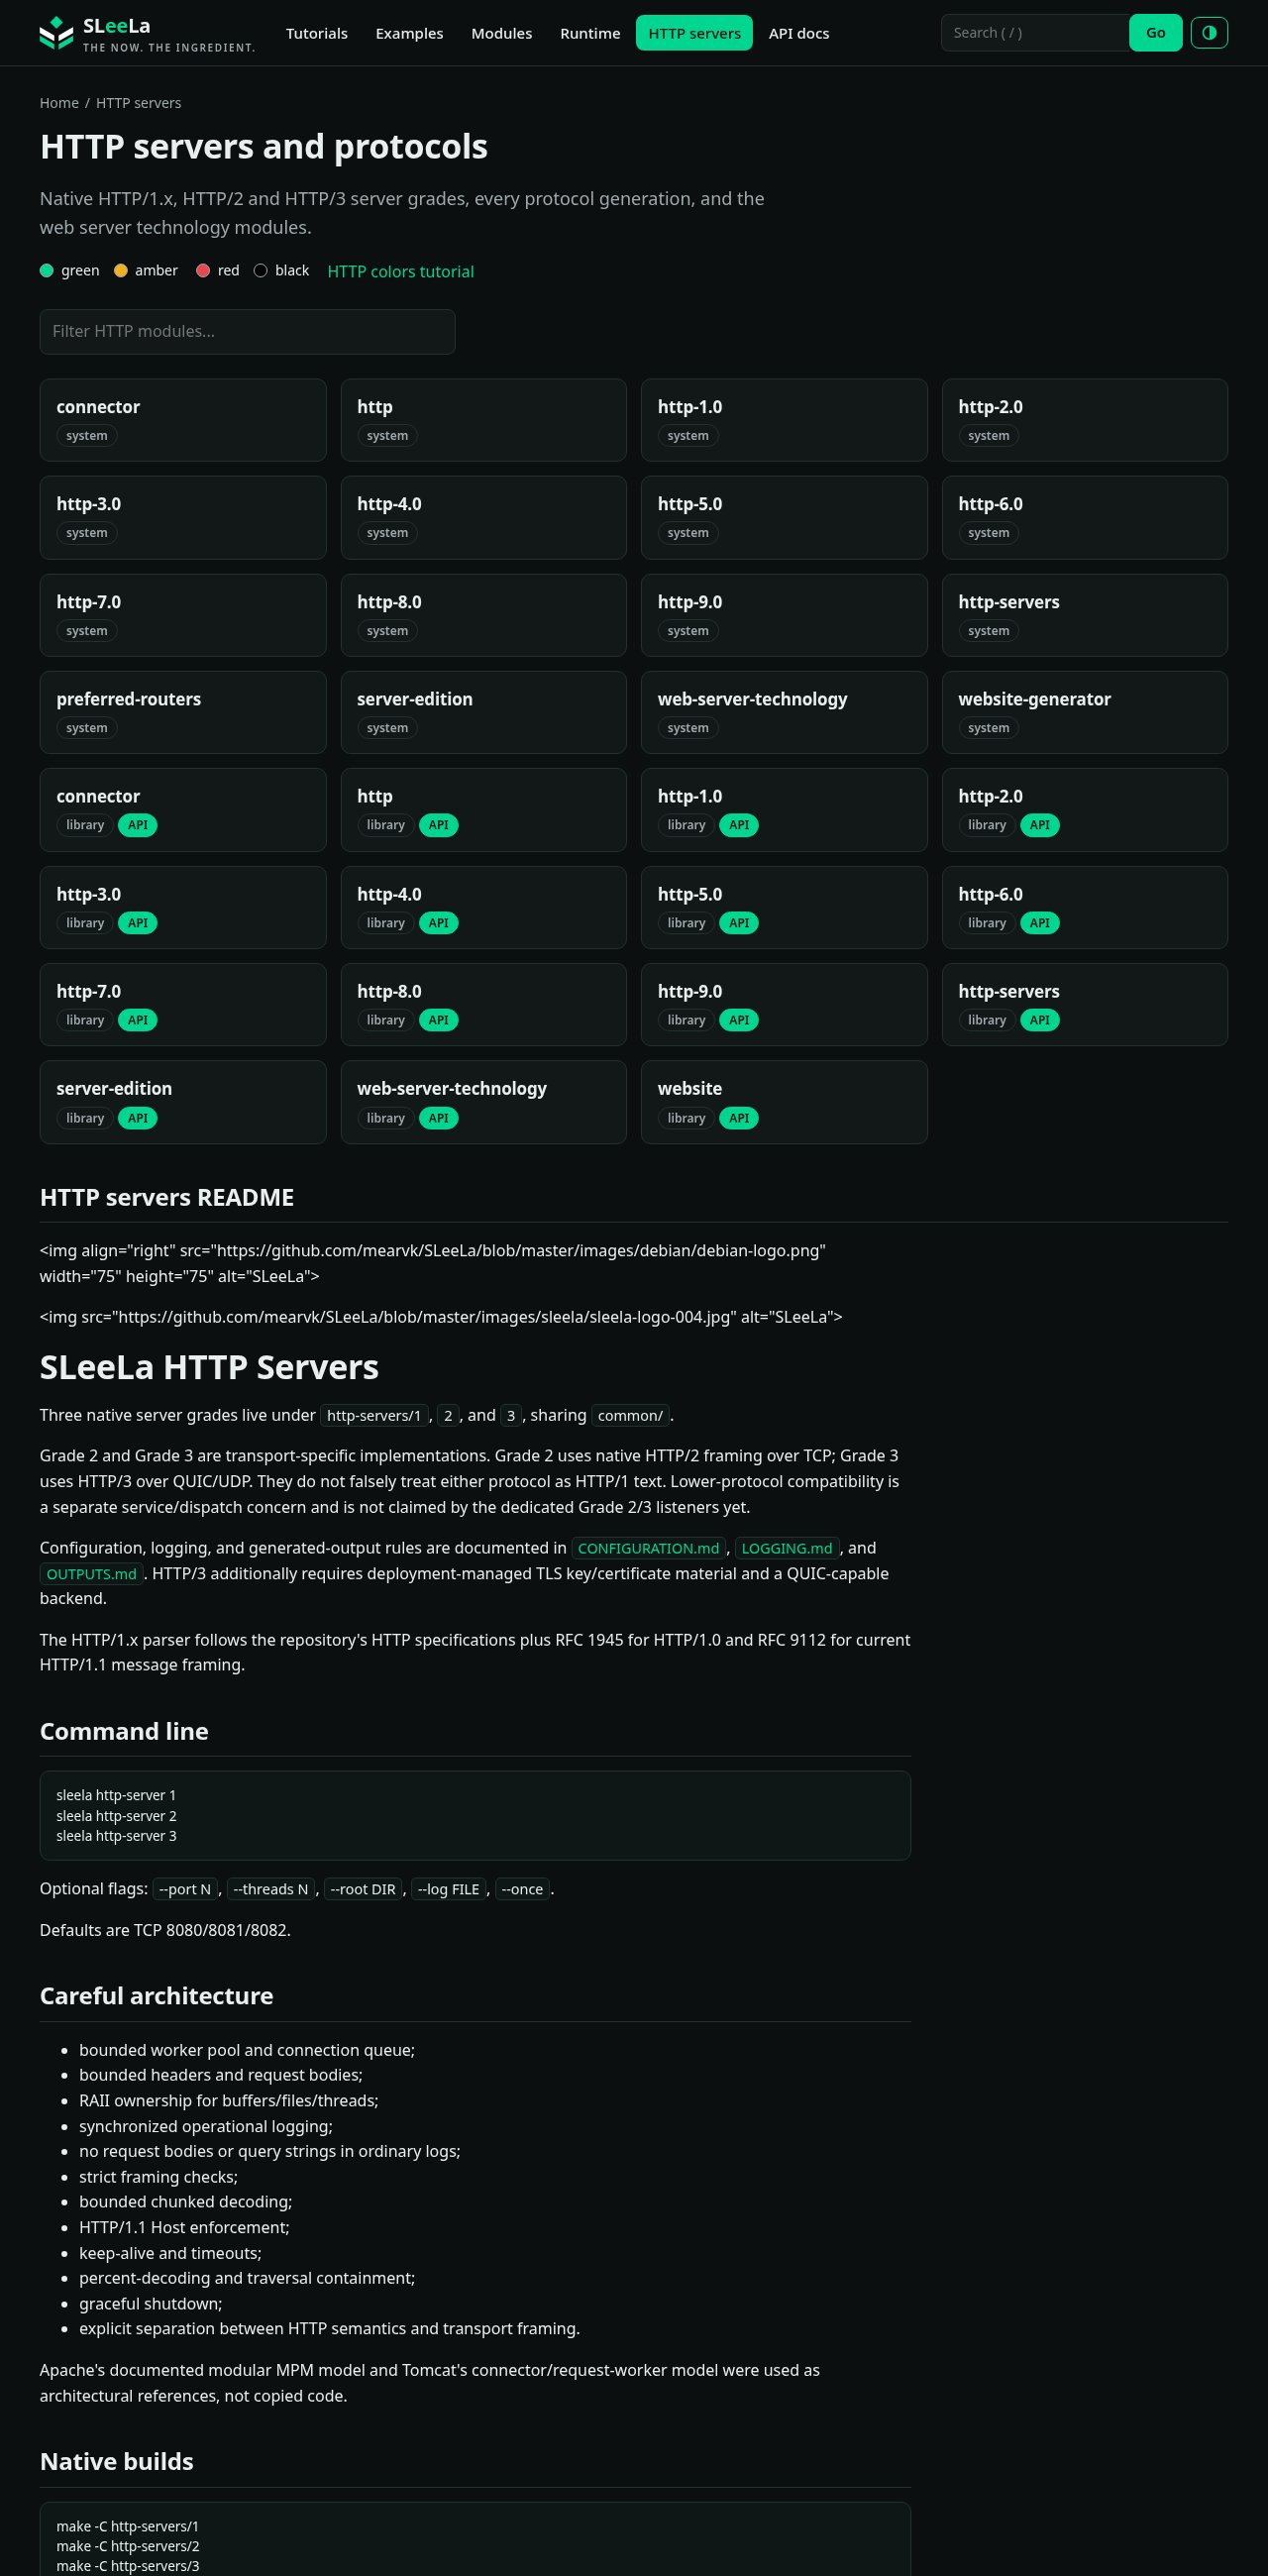 SLeeLa
THE NOW. THE INGREDIENT.
Tutorials
Examples
Modules
Runtime
HTTP servers
API docs
Search ( / )
Go
Home / HTTP servers
HTTP servers and protocols
Native HTTP/1.x, HTTP/2 and HTTP/3 server grades, every protocol generation, and the
web server technology modules.
green
amber
red
black
HTTP colors tutorial
Filter HTTP modules...
connector
system
http
system
http-1.0
system
http-2.0
system
http-3.0
system
http-4.0
system
http-5.0
system
http-6.0
system
http-7.0
system
http-8.0
system
http-9.0
system
http-servers
system
preferred-routers
system
server-edition
system
web-server-technology
system
website-generator
system
connector
library API
http
library API
http-1.0
library API
http-2.0
library API
http-3.0
library API
http-4.0
library API
http-5.0
library API
http-6.0
library API
http-7.0
library API
http-8.0
library API
http-9.0
library API
http-servers
library API
server-edition
library API
web-server-technology
library API
website
library API
HTTP servers README
<img align="right" src="https://github.com/mearvk/SLeeLa/blob/master/images/debian/debian-logo.png"
width="75" height="75" alt="SLeeLa">
<img src="https://github.com/mearvk/SLeeLa/blob/master/images/sleela/sleela-logo-004.jpg" alt="SLeeLa">
SLeeLa HTTP Servers
Three native server grades live under http-servers/1, 2, and 3, sharing common/.
Grade 2 and Grade 3 are transport-specific implementations. Grade 2 uses native HTTP/2 framing over TCP; Grade 3
uses HTTP/3 over QUIC/UDP. They do not falsely treat either protocol as HTTP/1 text. Lower-protocol compatibility is
a separate service/dispatch concern and is not claimed by the dedicated Grade 2/3 listeners yet.
Configuration, logging, and generated-output rules are documented in CONFIGURATION.md, LOGGING.md, and
OUTPUTS.md. HTTP/3 additionally requires deployment-managed TLS key/certificate material and a QUIC-capable
backend.
The HTTP/1.x parser follows the repository's HTTP specifications plus RFC 1945 for HTTP/1.0 and RFC 9112 for current
HTTP/1.1 message framing.
Command line
sleela http-server 1
sleela http-server 2
sleela http-server 3
Optional flags: --port N, --threads N, --root DIR, --log FILE, --once.
Defaults are TCP 8080/8081/8082.
Careful architecture
• bounded worker pool and connection queue;
• bounded headers and request bodies;
• RAII ownership for buffers/files/threads;
• synchronized operational logging;
• no request bodies or query strings in ordinary logs;
• strict framing checks;
• bounded chunked decoding;
• HTTP/1.1 Host enforcement;
• keep-alive and timeouts;
• percent-decoding and traversal containment;
• graceful shutdown;
• explicit separation between HTTP semantics and transport framing.
Apache's documented modular MPM model and Tomcat's connector/request-worker model were used as
architectural references, not copied code.
Native builds
make -C http-servers/1
make -C http-servers/2
make -C http-servers/3